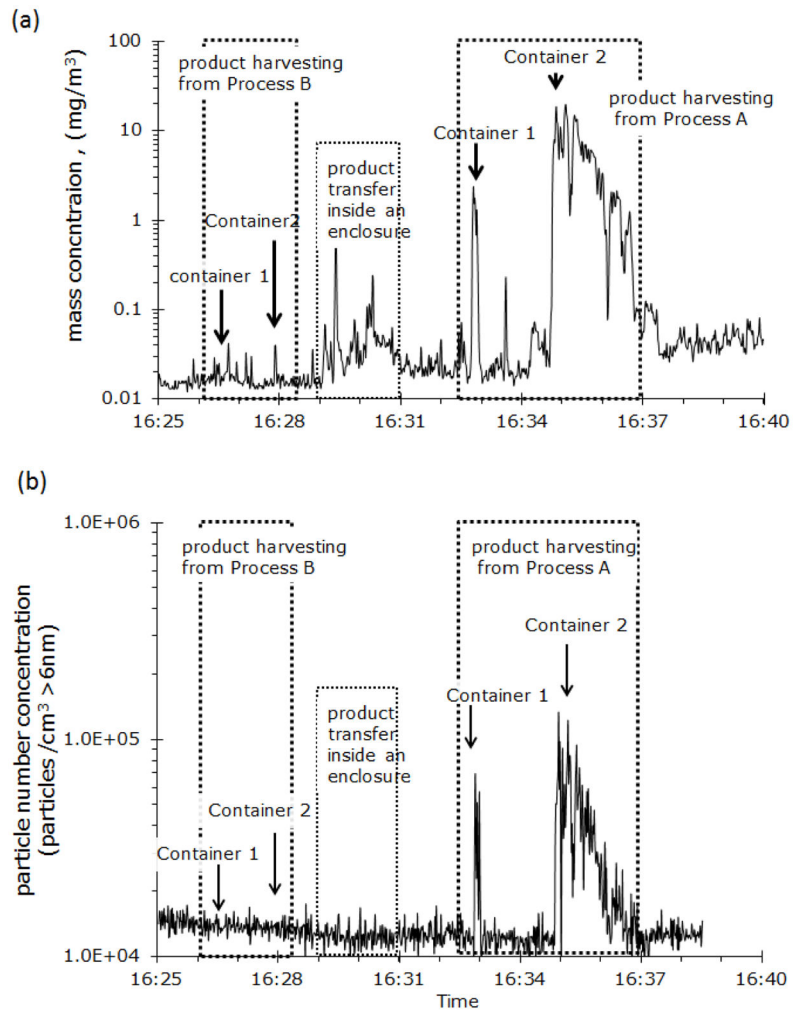 (a)
mass concntraion , (mg/m³)
100
10
1
0.1
0.01
product harvesting
from Process B
Container2
container 1
product
transfer
inside an
enclosure
Container 2
Container 1
product harvesting
from Process A
16:25
16:28
16:31
16:34
16:37
16:40
(b)
particle number concentration
(particles /cm³ >6nm)
1.0E+06
1.0E+05
1.0E+04
product harvesting
from Process B
Container 2
Container 1
product
transfer
inside an
enclosure
product harvesting
from Process A
Container 2
Container 1
16:25
16:28
16:31
16:34
16:37
16:40
Time